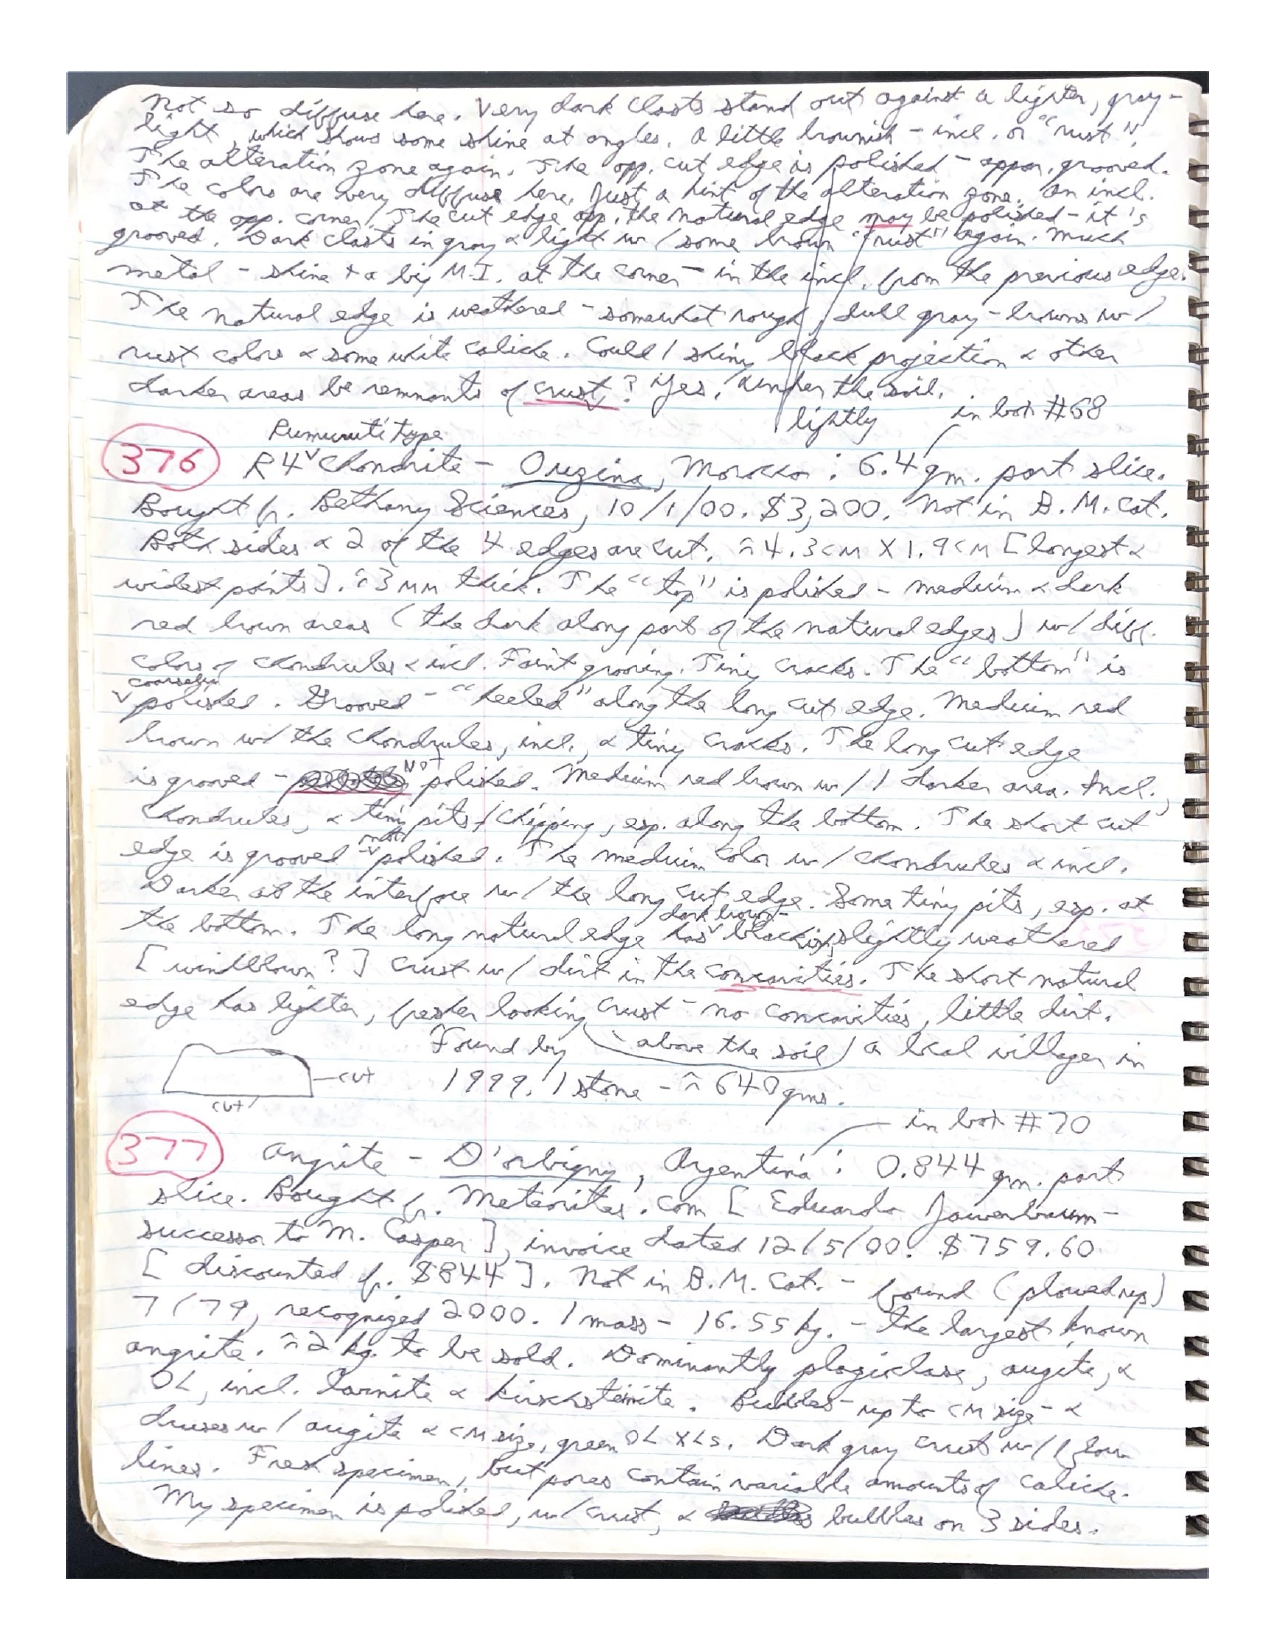 Not so diffuse here. Very dark clasts stand out against a lighter, gray-
light, which shows some shine at angles. A little brownish - incl. or "rust".
The alteration zone again. The opp. cut edge is polished - appar. grooved.
The colors are very diffuse here. Just a hint of the alteration zone. An incl.
at the opp. corner. The cut edge opp. the natural edge may be polished - it's
grooved. Dark clasts in gray & light w/ some brown "rust" again. Much
metal - shine & a big M.I. at the corner - in the incl. from the previous edge.
The natural edge is weathered - somewhat rough, dull gray-browns w/
rust colors & some white caliche. Could 1 shiny black projection & other
darker areas be remnants of crust? Yes, under the soil.
lightly
in box #68
Rumuruti type
376 R4 Chondrite - Ouzina, Morocco: 6.4 gm. part slice.
Bought fr. Bethany Sciences, 10/1/00. $3,200. Not in B.M. Cat.
Both sides & 2 of the 4 edges are cut. ≈4.3 cm X 1.9 cm [longest &
widest points]. ≈3 mm thick. The "top" is polished - medium & dark
red brown areas (the dark along part of the natural edges) w/ diff.
colors of chondrules & incl. Faint grooving. Tiny cracks. The "bottom" is
coarsely
polished. Grooved - "heeled" along the long cut edge. Medium red
brown w/ the chondrules, incl., & tiny cracks. The long cut edge
is grooved - not polished. Medium red brown w/ 1 darker area. Incl.,
chondrules, & tiny pits/chipping, esp. along the bottom. The short cut
edge is grooved - not polished. The medium color w/ chondrules & incl.
Darker at the interface w/ the long cut edge. Some tiny pits, esp. at
dark brown-
the bottom. The long natural edge has blackish, slightly weathered
[windblown?] crust w/ dirt in the concavities. The short natural
edge has lighter, fresher looking crust - no concavities, little dirt.
Found by (above the soil) a local villager in
cut 1999. 1 stone - ≈640 gms.
cut
in box #70
377 Angrite - D'orbigny, Argentina: 0.844 gm. part
slice. Bought fr. Meteorites.com [Eduardo Jawerbaum-
successor to M. Casper], invoice dated 12/5/00. $759.60
[discounted f. $844]. Not in B.M. Cat. - found (plowed up)
7/79, recognized 2000. 1 mass - 16.55 kg. - the largest known
angrite. ≈2 kg. to be sold. Dominantly plagioclase, augite, &
OL, incl. larnite & kirschsteinite. Bubbles - up to cm size - &
druses w/ augite & cm size, green OL XLs. Dark gray crust w/ flow
lines. Fresh specimen, but pores contain variable amounts of caliche.
My specimen is polished, w/ crust, & bubbles on 3 sides.